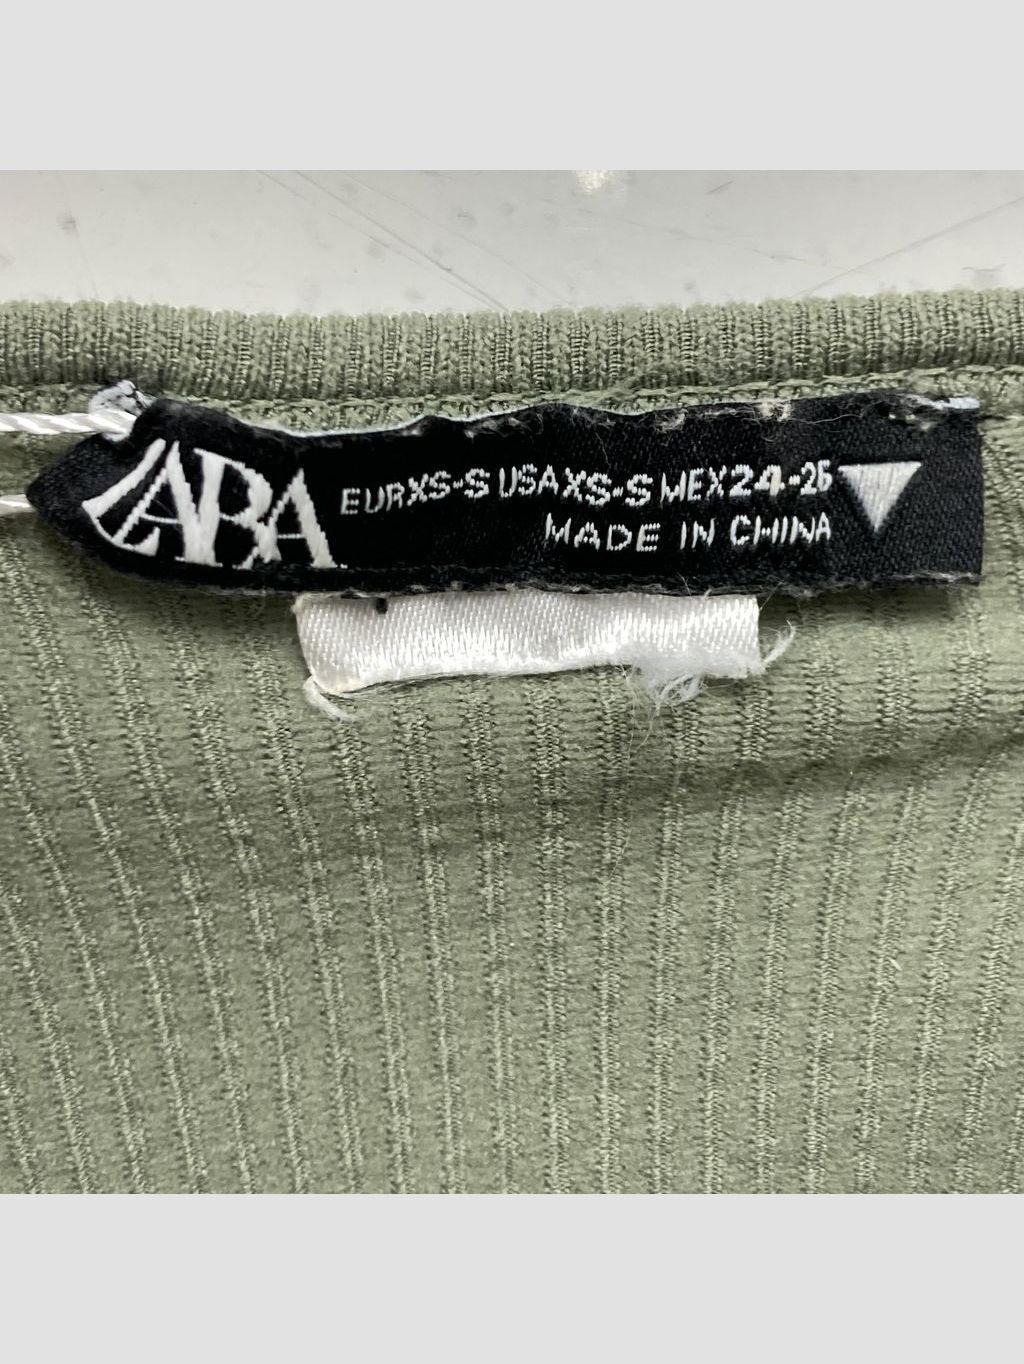 ZARA
EUR XS-S USA XS-S MEX 24-26
MADE IN CHINA